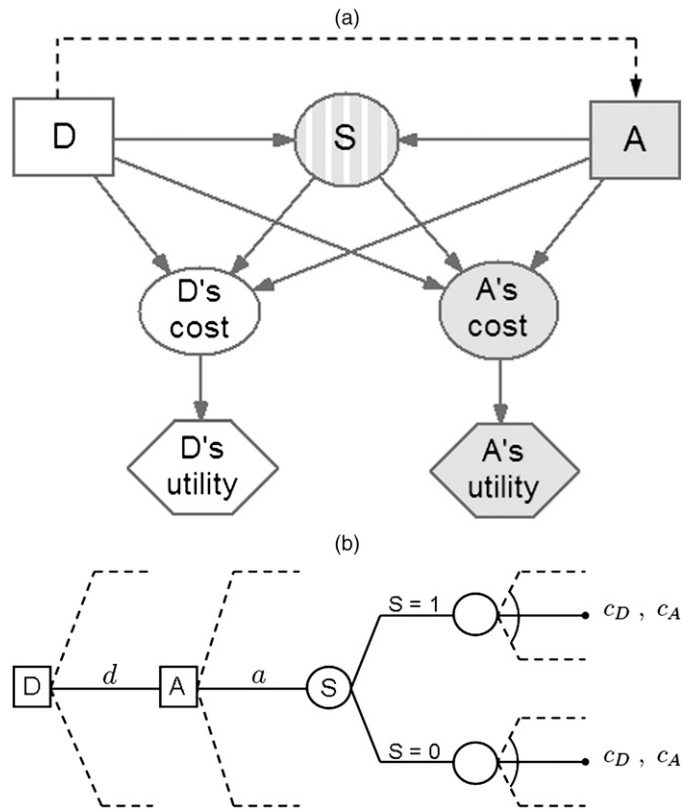 (a)
D S A
D's
cost
A's
cost
D's
utility
A's
utility
(b)
S = 1
c_D , c_A
D d A a S
S = 0
c_D , c_A